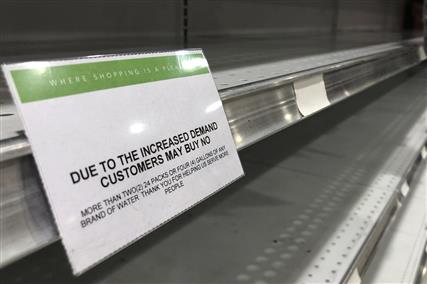 WHERE SHOPPING IS A PLEA
DUE TO THE INCREASED DEMAND
CUSTOMERS MAY BUY NO
MORE THAN TWO(2) 24 PACKS OR FOUR (4) GALLONS OF ANY
BRAND OF WATER THANK YOU FOR HELPING US SERVE MORE
PEOPLE